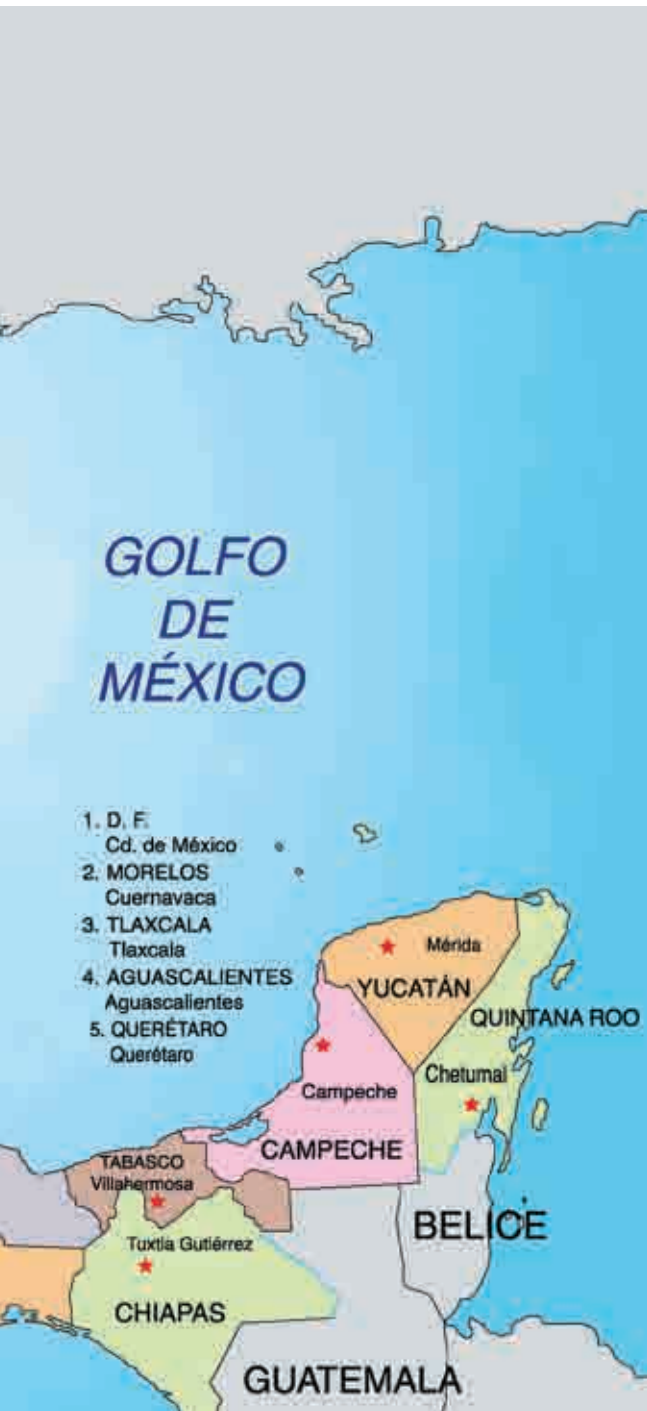 GOLFO
DE
MÉXICO
1. D. F.
Cd. de México
2. MORELOS
Cuernavaca
3. TLAXCALA
Tlaxcala
4. AGUASCALIENTES
Aguascalientes
5. QUERÉTARO
Querétaro
Mérida
YUCATÁN
QUINTANA ROO
Chetumal
Campeche
CAMPECHE
TABASCO
Villahermosa
BELICE
Tuxtla Gutiérrez
CHIAPAS
GUATEMALA